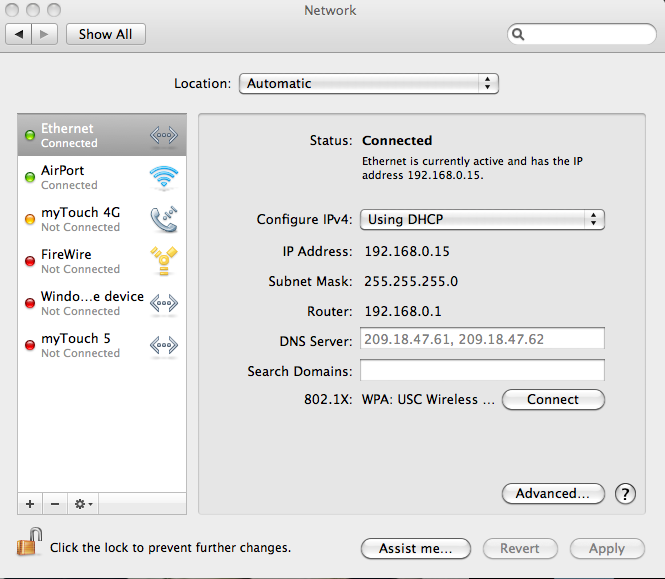 Network
Show All
Location: Automatic
Ethernet
Connected
AirPort
Connected
myTouch 4G
Not Connected
FireWire
Not Connected
Windo...e device
Not Connected
myTouch 5
Not Connected
Status: Connected
Ethernet is currently active and has the IP
address 192.168.0.15.
Configure IPv4: Using DHCP
IP Address: 192.168.0.15
Subnet Mask: 255.255.255.0
Router: 192.168.0.1
DNS Server: 209.18.47.61, 209.18.47.62
Search Domains:
802.1X: WPA: USC Wireless ... Connect
Advanced... ?
Click the lock to prevent further changes.
Assist me... Revert Apply